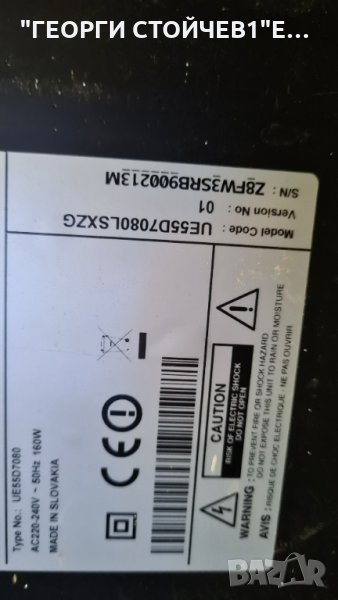 "ГЕОРГИ СТОЙЧЕВ1"Е...
Model Code : UE55D7080LSXZG
Version No : 01
S/N : Z8FW3SRB900213M
Type No.: UE55D7080
AC220-240V ~ 50Hz 160W
MADE IN SLOVAKIA
CE
CAUTION
RISK OF ELECTRIC SHOCK
DO NOT OPEN
WARNING : TO PREVENT FIRE OR SHOCK HAZARD
DO NOT EXPOSE THIS UNIT TO RAIN OR MOISTURE
AVIS : RISQUE DE CHOC ELECTRIQUE - NE PAS OUVRIR
BAZAR